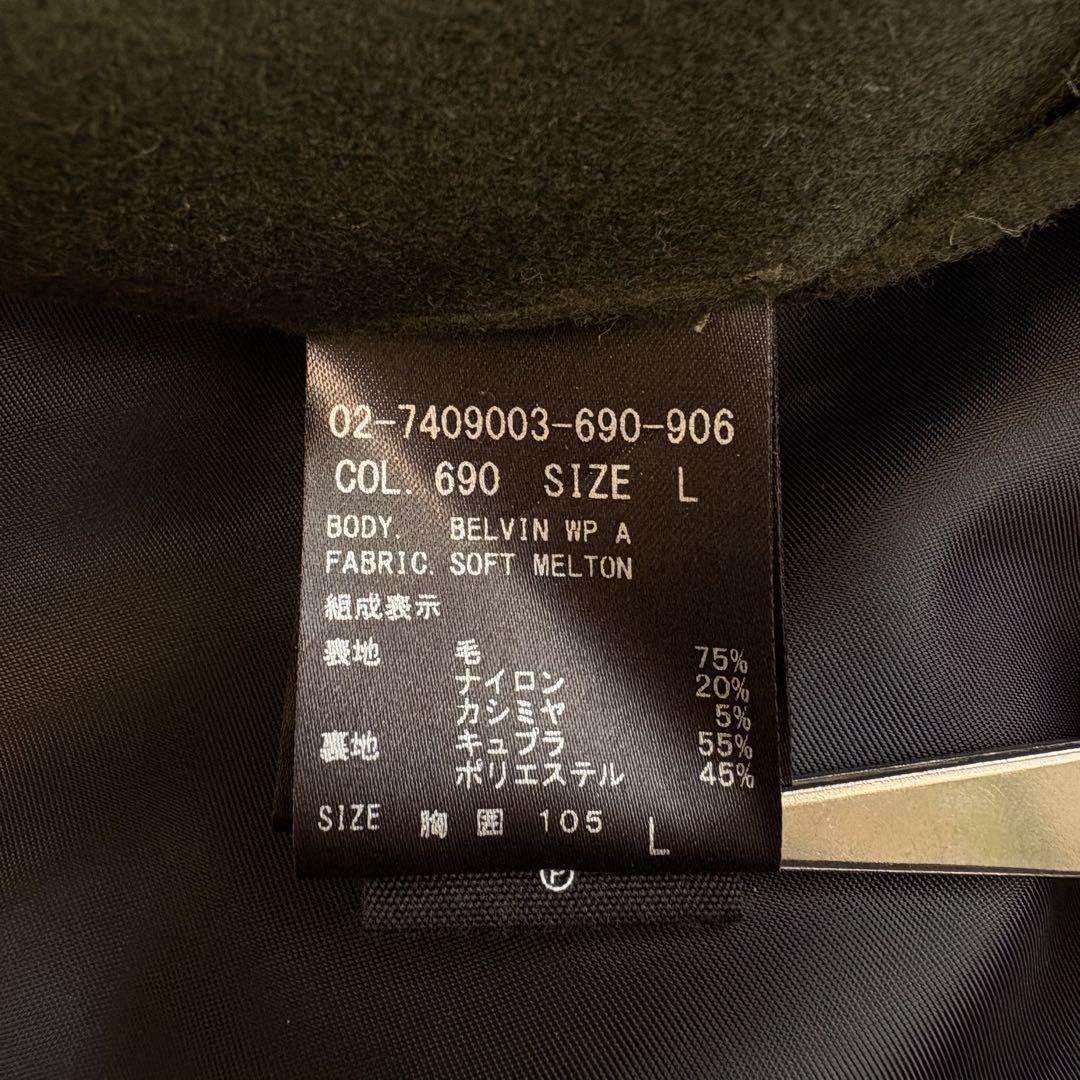 02-7409003-690-906
COL. 690 SIZE L
BODY. BELVIN WP A
FABRIC. SOFT MELTON
組成表示
表地 毛 75%
ナイロン 20%
カシミヤ 5%
裏地 キュプラ 55%
ポリエステル 45%
SIZE 胸囲 105 L
Ⓟ